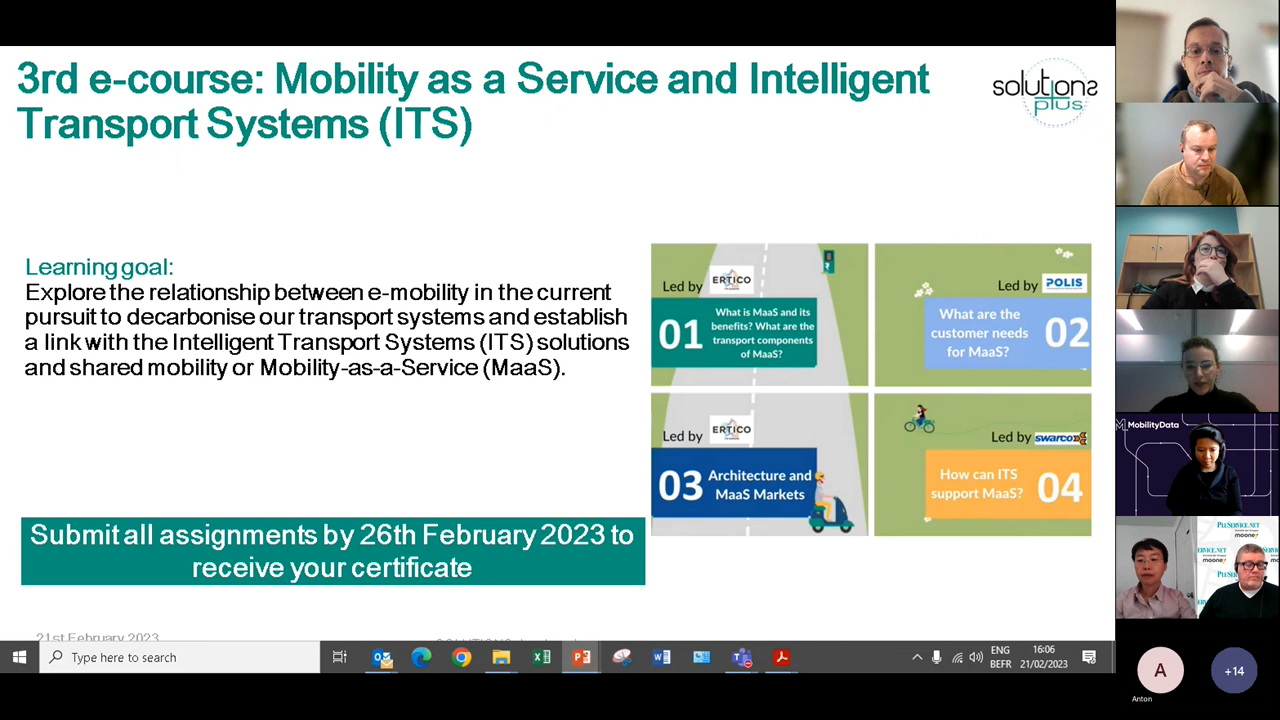 3rd e-course: Mobility as a Service and Intelligent
Transport Systems (ITS)
solutions
plus
Learning goal:
Explore the relationship between e-mobility in the current
pursuit to decarbonise our transport systems and establish
a link with the Intelligent Transport Systems (ITS) solutions
and shared mobility or Mobility-as-a-Service (MaaS).
Submit all assignments by 26th February 2023 to
receive your certificate
Led by ERTICO
01
What is MaaS and its
benefits? What are the
transport components
of MaaS?
Led by POLIS
What are the
customer needs
for MaaS?
02
Led by ERTICO
03
Architecture and
MaaS Markets
Led by SWARCO
How can ITS
support MaaS?
04
21st February 2023
Type here to search
ENG
BEFR
16:06
21/02/2023
MobilityData
PLUSERVICE.NET
mooney
A
Anton
+14